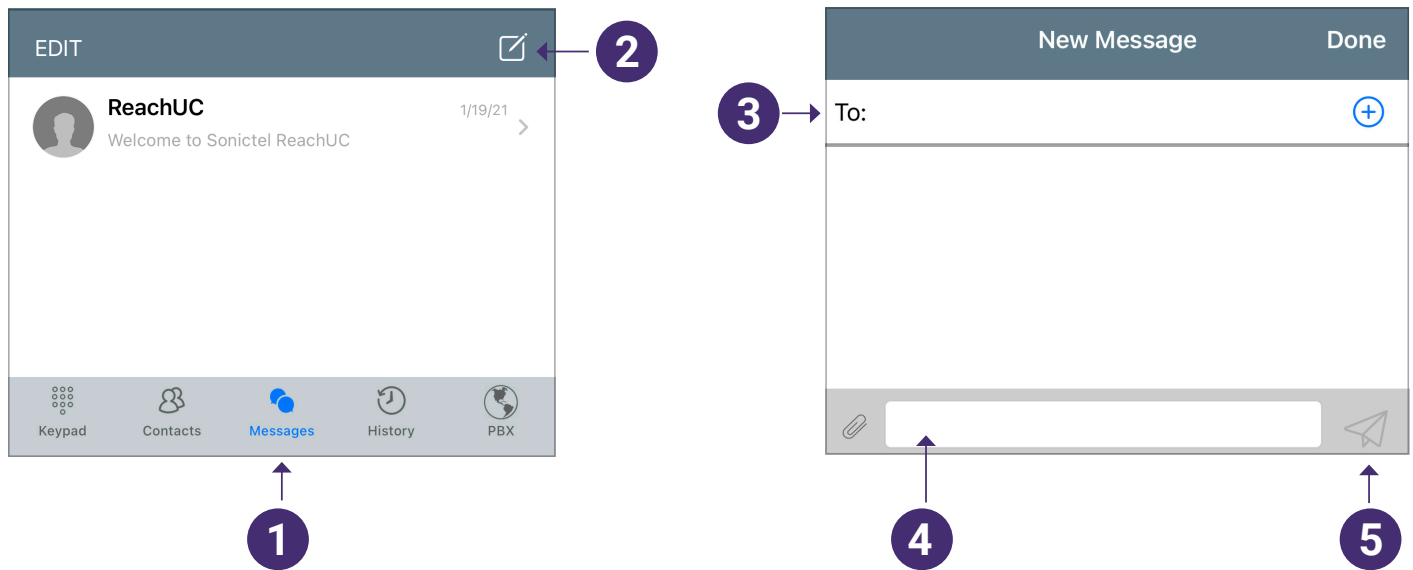 EDIT
2
ReachUC
1/19/21
Welcome to Sonictel ReachUC
Keypad
Contacts
Messages
History
PBX
1
New Message
Done
3
To:
4
5